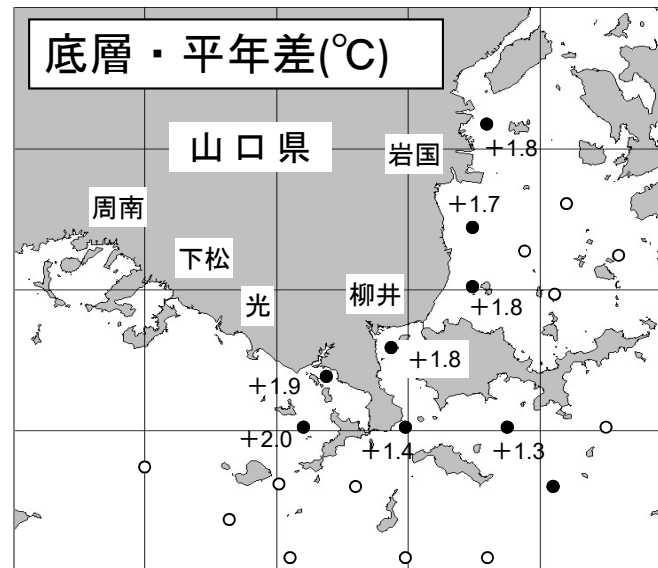 底層・平年差(℃)
山口県
岩国
+1.8
周南
+1.7
下松
光
柳井
+1.8
+1.8
+1.9
+2.0
+1.4
+1.3